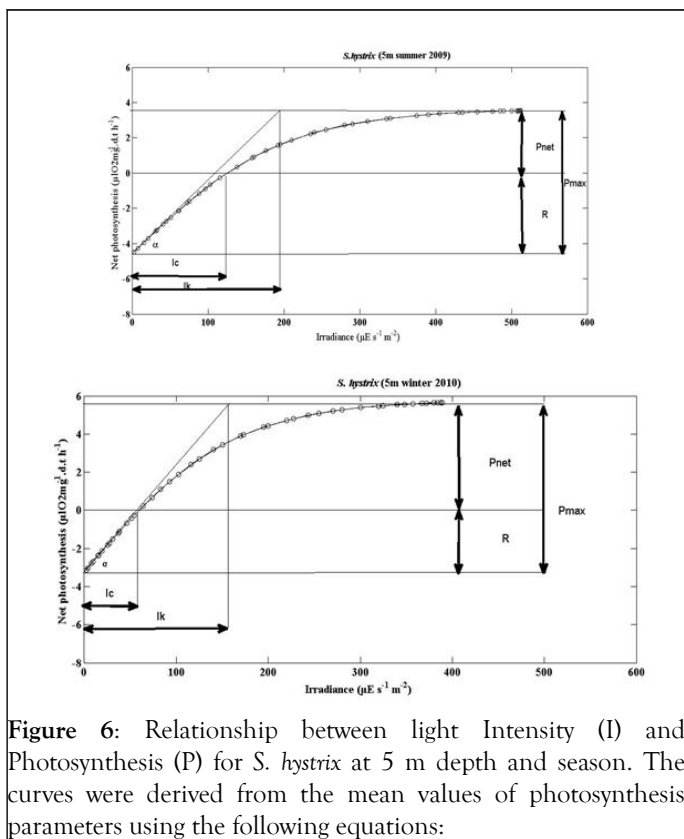 S.hystrix (5m summer 2009)
6
4
2
0
-2
-4
-6
-8
Net photosynthesis (µlO2mg⁻¹.d.t h⁻¹)
Pnet
Pmax
R
α
Ic
Ik
0 100 200 300 400 500 600
Irradiance (µE s⁻¹ m⁻²)
S. hystrix (5m winter 2010)
6
4
2
0
-2
-4
-6
-8
Net photosynthesis (µlO2mg⁻¹.d.t h⁻¹)
Pnet
Pmax
R
α
Ic
Ik
0 100 200 300 400 500 600
Irradiance (µE s⁻¹ m⁻²)
Figure 6: Relationship between light Intensity (I) and
Photosynthesis (P) for S. hystrix at 5 m depth and season. The
curves were derived from the mean values of photosynthesis
parameters using the following equations: